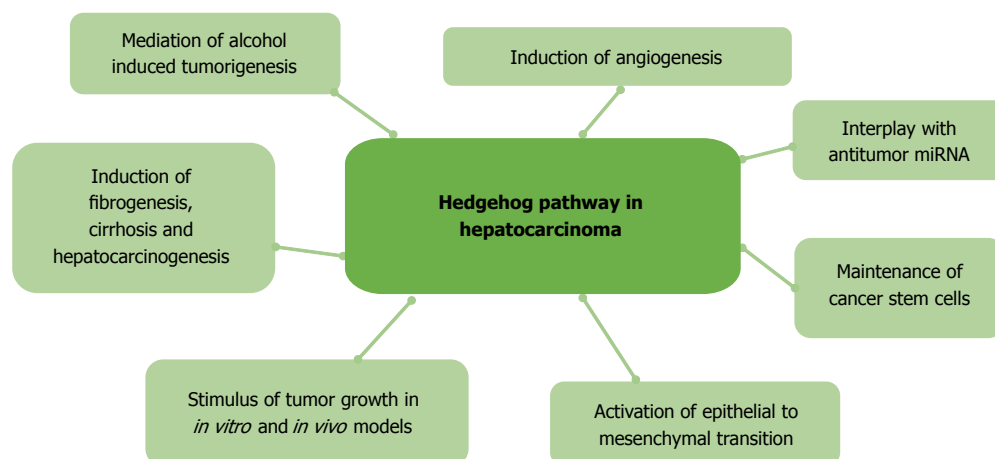 Mediation of alcohol
induced tumorigenesis
Induction of angiogenesis
Interplay with
antitumor miRNA
Induction of
fibrogenesis,
cirrhosis and
hepatocarcinogenesis
Hedgehog pathway in
hepatocarcinoma
Maintenance of
cancer stem cells
Stimulus of tumor growth in
in vitro and in vivo models
Activation of epithelial to
mesenchymal transition